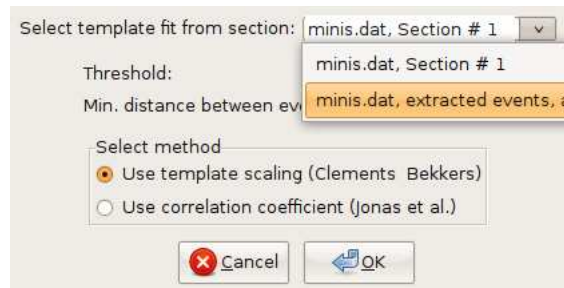 Select template fit from section: minis.dat, Section # 1
minis.dat, Section # 1
Threshold:
minis.dat, extracted events,
Min. distance between
Select method
Use template scaling (Clements Bekkers)
Use correlation coefficient (Jonas et al.)
Cancel
OK